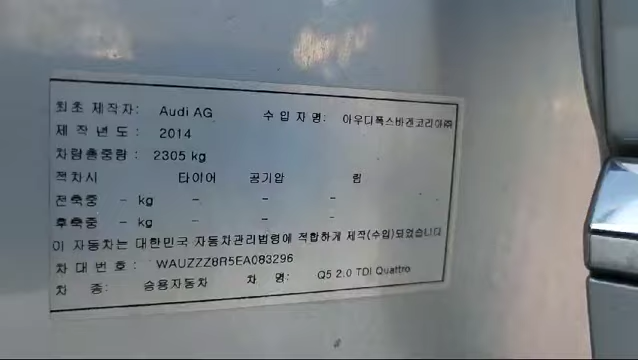 최초 제작자: Audi AG 수 입 자 명: 아우디폭스바겐코리아㈜
제 작 년 도 : 2014
차량총중량 : 2305 kg
적차시 타이어 공기압 림
전축중 - kg - - -
후축중 - kg - - -
이 자동차는 대한민국 자동차관리법령에 적합하게 제작(수입)되었습니다
차 대 번 호 : WAUZZZ8R5EA083296
차 종: 승용자동차 차 명: Q5 2.0 TDI Quattro